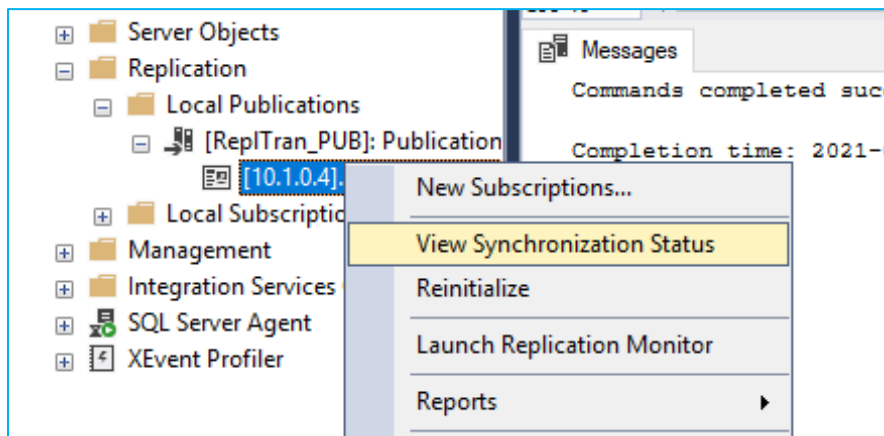 Server Objects
Replication
Local Publications
[ReplTran_PUB]: Publication
[10.1.0.4].
Local Subscriptio
Management
Integration Services
SQL Server Agent
XEvent Profiler
Messages
Commands completed suc
Completion time: 2021-
New Subscriptions...
View Synchronization Status
Reinitialize
Launch Replication Monitor
Reports